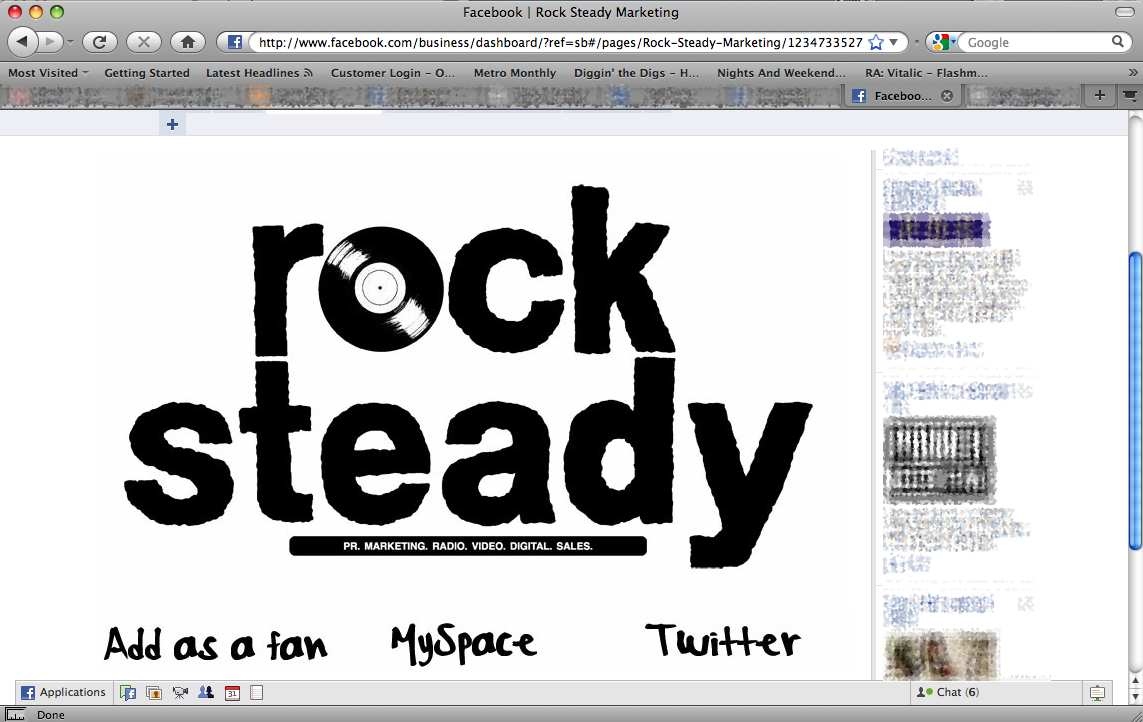 Facebook | Rock Steady Marketing
http://www.facebook.com/business/dashboard/?ref=sb#/pages/Rock-Steady-Marketing/1234733527
Google
Most Visited Getting Started Latest Headlines Customer Login – O... Metro Monthly Diggin' the Digs – H... Nights And Weekend... RA: Vitalic – Flashm...
Faceboo...
rock
steady
PR. MARKETING. RADIO. VIDEO. DIGITAL. SALES.
Add as a fan MySpace Twitter
Applications 31 Chat (6)
Done